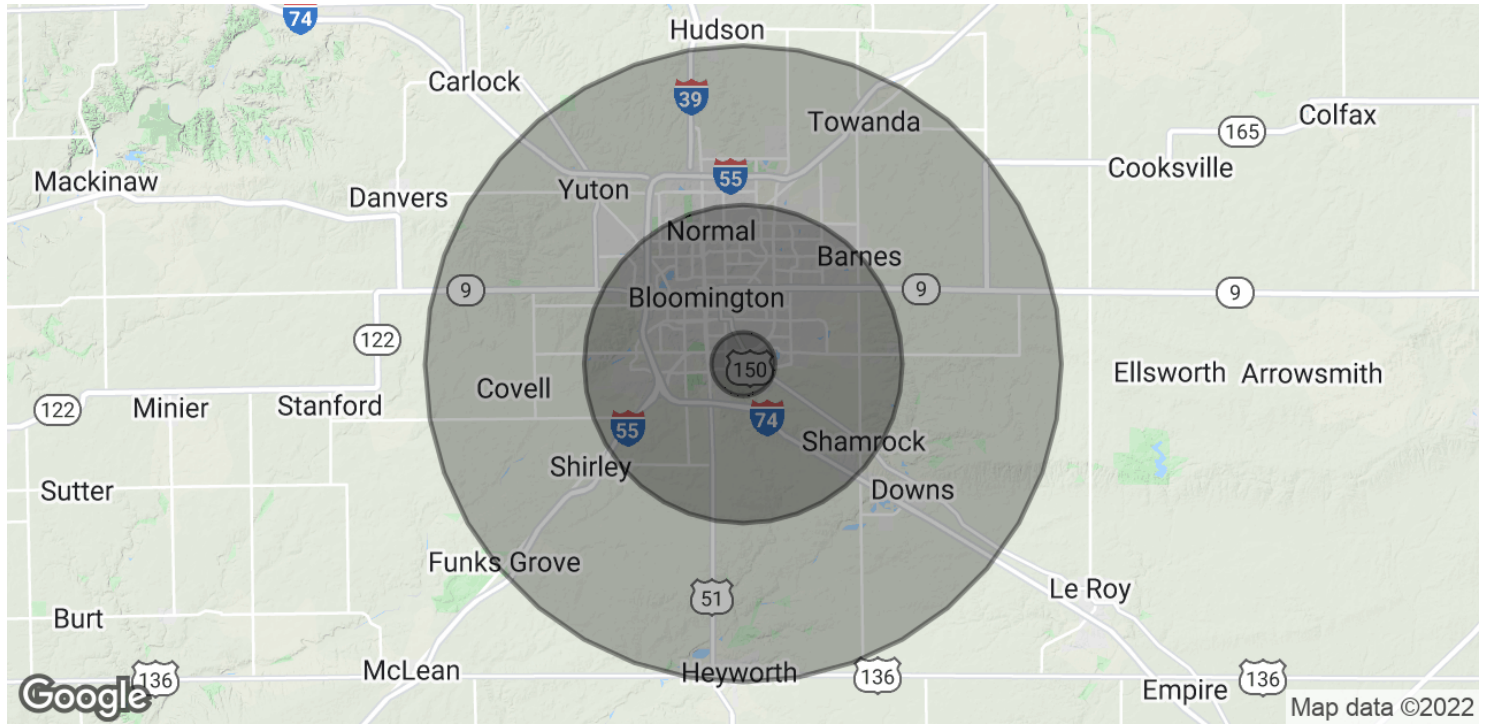 74
Hudson
Carlock
39
Colfax
Towanda
165
Cooksville
Mackinaw
Yuton
55
Danvers
Normal
Barnes
9
9
9
Bloomington
122
150
Ellsworth
Arrowsmith
Covell
122
Minier
Stanford
55
74
Shamrock
Shirley
Sutter
Downs
Funks Grove
Le Roy
51
Burt
McLean
Heyworth
136
136
136
Empire
Google
Map data ©2022